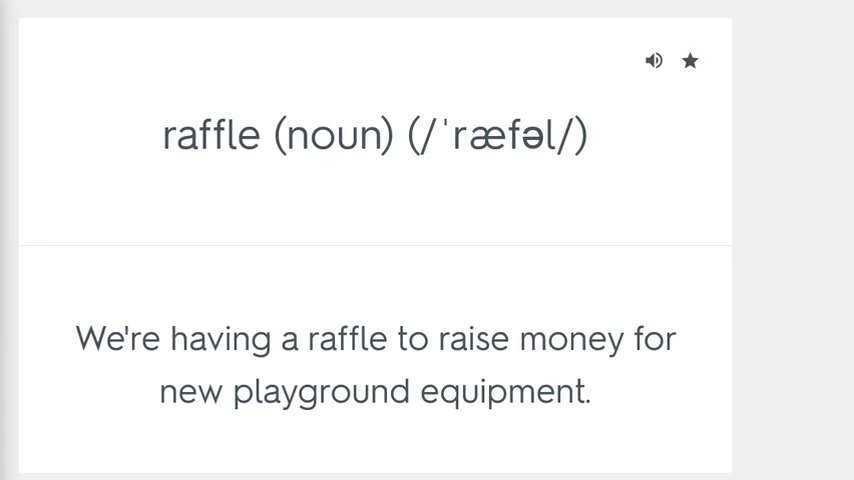 raffle (noun) (/ˈræfəl/)
We're having a raffle to raise money for
new playground equipment.